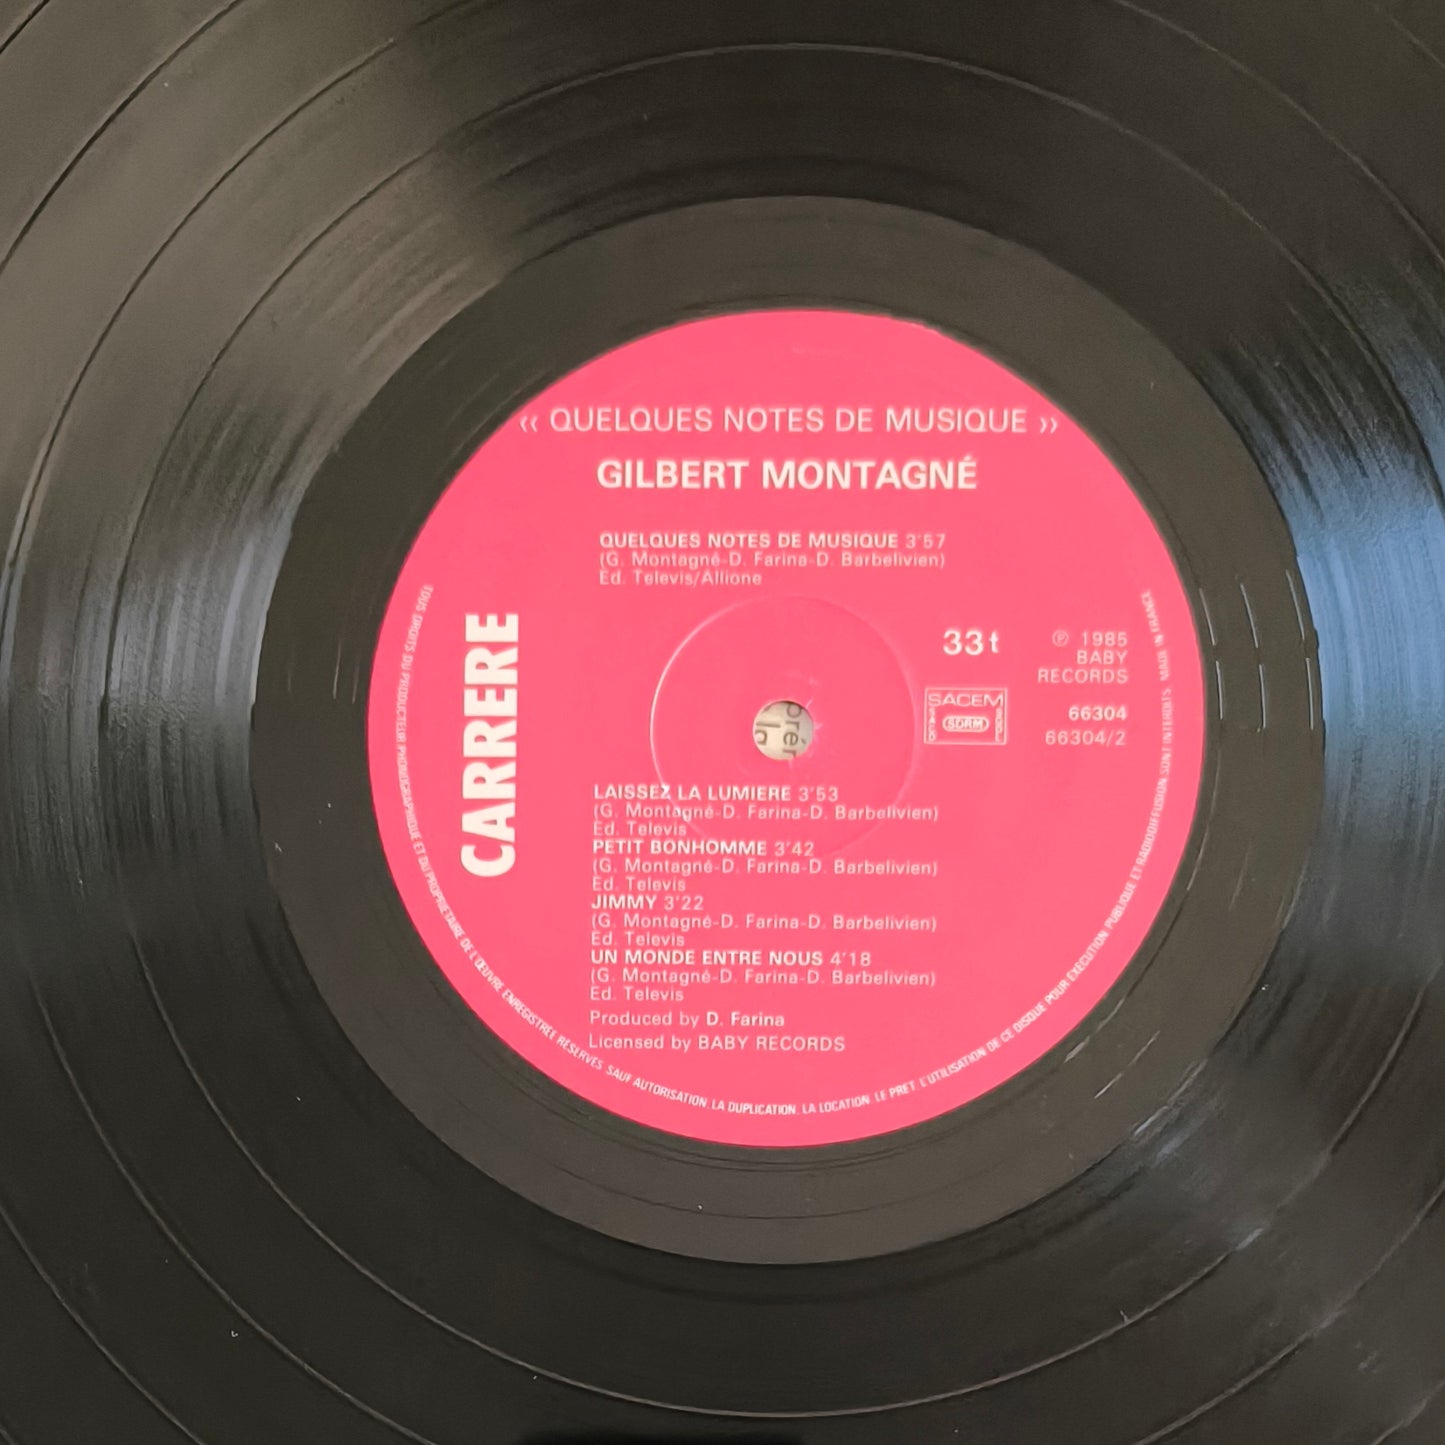 ‹‹ QUELQUES NOTES DE MUSIQUE ››
GILBERT MONTAGNÉ
QUELQUES NOTES DE MUSIQUE 3'57
(G. Montagné-D. Farina-D. Barbelivien)
Ed. Televis/Allione
CARRERE
33t
℗ 1985
BABY
RECORDS
SACEM
SDRM
66304
66304/2
brér
la
LAISSEZ LA LUMIERE 3'53
(G. Montagné-D. Farina-D. Barbelivien)
Ed. Televis
PETIT BONHOMME 3'42
(G. Montagné-D. Farina-D. Barbelivien)
Ed. Televis
JIMMY 3'22
(G. Montagné-D. Farina-D. Barbelivien)
Ed. Televis
UN MONDE ENTRE NOUS 4'18
(G. Montagné-D. Farina-D. Barbelivien)
Ed. Televis
Produced by D. Farina
Licensed by BABY RECORDS
TOUS DROITS DU PRODUCTEUR PHONOGRAPHIQUE ET DU PROPRIETAIRE DE L'ŒUVRE ENREGISTREE RESERVES. SAUF AUTORISATION, LA DUPLICATION, LA LOCATION, LE PRET, L'UTILISATION DE CE DISQUE POUR EXECUTION PUBLIQUE ET RADIODIFFUSION SONT INTERDITS. MADE IN FRANCE